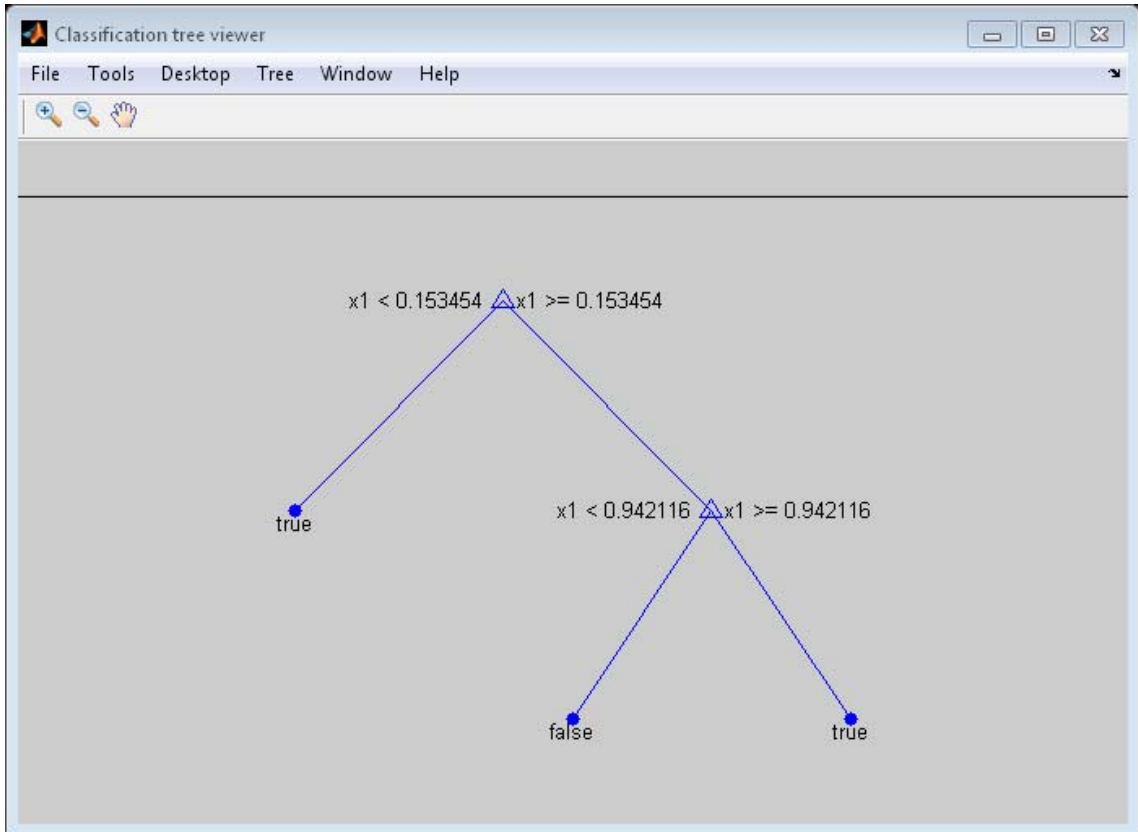 Classification tree viewer
File Tools Desktop Tree Window Help
x1 < 0.153454 x1 >= 0.153454
true
x1 < 0.942116 x1 >= 0.942116
false
true